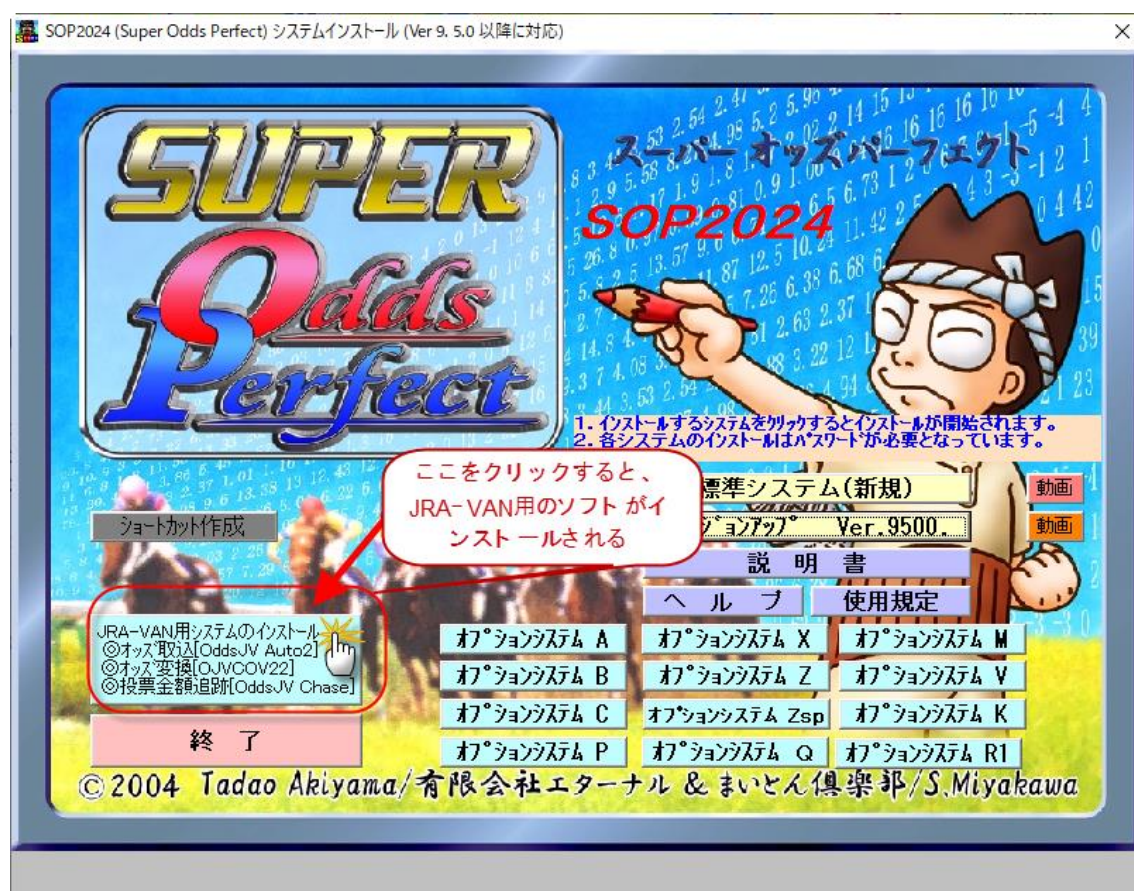 SOP2024 (Super Odds Perfect) システムインストール (Ver 9. 5.0 以降に対応)
SUPER
Odds
Perfect
スーパーオッズパーフェクト
SOP2024
1. インストールするシステムをクリックするとインストールが開始されます。
2. 各システムのインストールはパスワードが必要となっています。
ここをクリックすると、
JRA-VAN用のソフトがイ
ンストールされる
標準システム(新規)
動画
ショートカット作成
ジョンアップ Ver.9500.
動画
説 明 書
ヘ ル プ
使用規定
JRA-VAN用システムのインストール
◎オッズ取込[OddsJV Auto2]
◎オッズ変換[OJVCOV22]
◎投票金額追跡[OddsJV Chase]
オプションシステム A
オプションシステム X
オプションシステム M
オプションシステム B
オプションシステム Z
オプションシステム V
オプションシステム C
オプションシステム Zsp
オプションシステム K
終 了
オプションシステム P
オプションシステム Q
オプションシステム R1
©2004 Tadao Akiyama/有限会社エターナル & まいとん倶楽部/S.Miyakawa